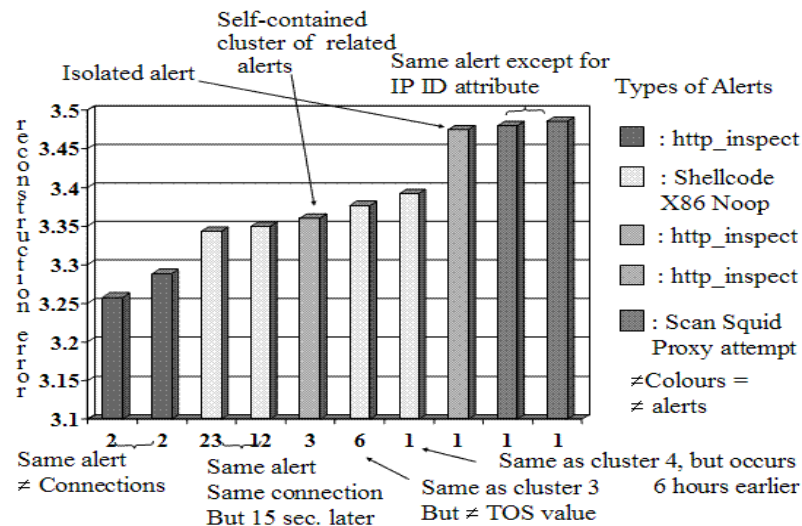 Self-contained
cluster of related
alerts
Isolated alert
Same alert except for
IP ID attribute
Types of Alerts
: http_inspect
: Shellcode
X86 Noop
: http_inspect
: http_inspect
: Scan Squid
Proxy attempt
≠Colours =
≠ alerts
reconstruction error
3.5
3.45
3.4
3.35
3.3
3.25
3.2
3.15
3.1
2 2 23 12 3 6 1 1 1 1
Same alert
≠ Connections
Same alert
Same connection
But 15 sec. later
Same as cluster 3
But ≠ TOS value
Same as cluster 4, but occurs
6 hours earlier